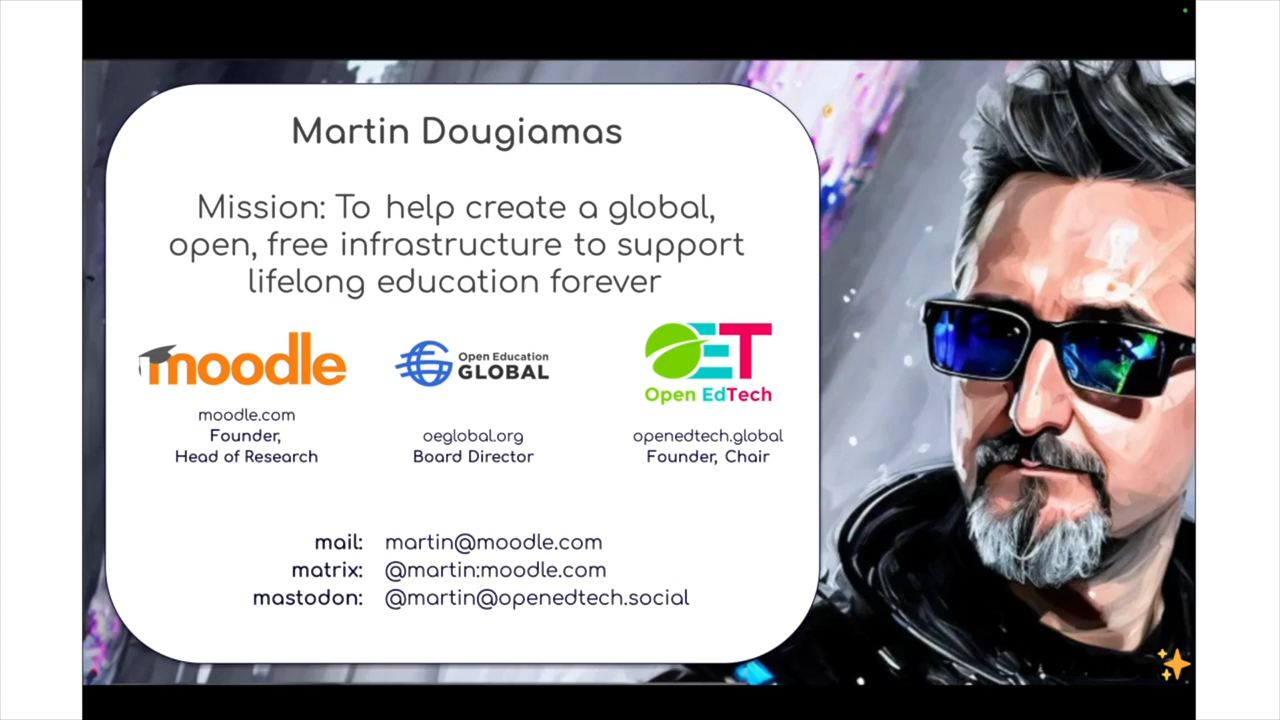 Martin Dougiamas
Mission: To help create a global,
open, free infrastructure to support
lifelong education forever
moodle
Open Education
GLOBAL
OET
Open EdTech
moodle.com
Founder,
Head of Research
oeglobal.org
Board Director
openedtech.global
Founder, Chair
mail: martin@moodle.com
matrix: @martin:moodle.com
mastodon: @martin@openedtech.social